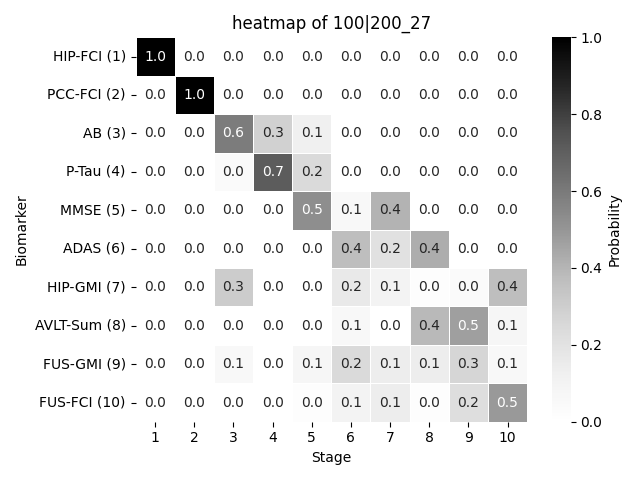 heatmap of 100|200_27
HIP-FCI (1) 1.0 0.0 0.0 0.0 0.0 0.0 0.0 0.0 0.0 0.0
PCC-FCI (2) 0.0 1.0 0.0 0.0 0.0 0.0 0.0 0.0 0.0 0.0
AB (3) 0.0 0.0 0.6 0.3 0.1 0.0 0.0 0.0 0.0 0.0
P-Tau (4) 0.0 0.0 0.0 0.7 0.2 0.0 0.0 0.0 0.0 0.0
MMSE (5) 0.0 0.0 0.0 0.0 0.5 0.1 0.4 0.0 0.0 0.0
ADAS (6) 0.0 0.0 0.0 0.0 0.0 0.4 0.2 0.4 0.0 0.0
HIP-GMI (7) 0.0 0.0 0.3 0.0 0.0 0.2 0.1 0.0 0.0 0.4
AVLT-Sum (8) 0.0 0.0 0.0 0.0 0.0 0.1 0.0 0.4 0.5 0.1
FUS-GMI (9) 0.0 0.0 0.1 0.0 0.1 0.2 0.1 0.1 0.3 0.1
FUS-FCI (10) 0.0 0.0 0.0 0.0 0.0 0.1 0.1 0.0 0.2 0.5
1 2 3 4 5 6 7 8 9 10
Stage
Biomarker
1.0
0.8
0.6
0.4
0.2
0.0
Probability